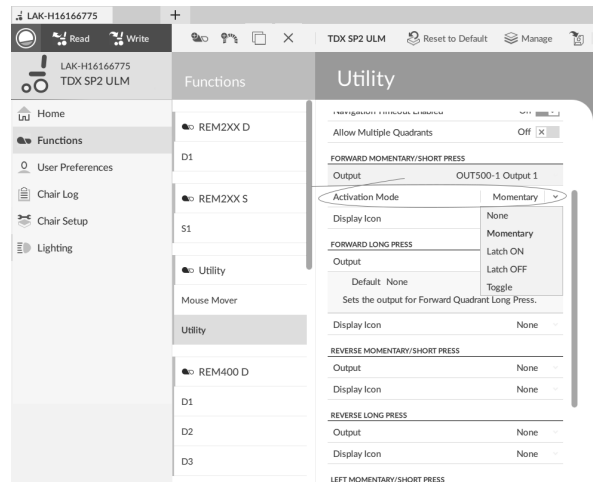 LAK-H16166775
+
Read Write
TDX SP2 ULM Reset to Default Manage
LAK-H16166775
TDX SP2 ULM
Home
Functions
User Preferences
Chair Log
Chair Setup
Lighting
Functions
REM2XX D
D1
REM2XX S
S1
Utility
Mouse Mover
Utility
REM400 D
D1
D2
D3
Utility
Navigation Timeout Enabled Off
Allow Multiple Quadrants Off
FORWARD MOMENTARY/SHORT PRESS
Output OUT500-1 Output 1
Activation Mode Momentary
Display Icon
None
Momentary
Latch ON
Latch OFF
Toggle
FORWARD LONG PRESS
Output
Default None
Sets the output for Forward Quadrant Long Press.
Display Icon None
REVERSE MOMENTARY/SHORT PRESS
Output None
Display Icon None
REVERSE LONG PRESS
Output None
Display Icon None
LEFT MOMENTARY/SHORT PRESS